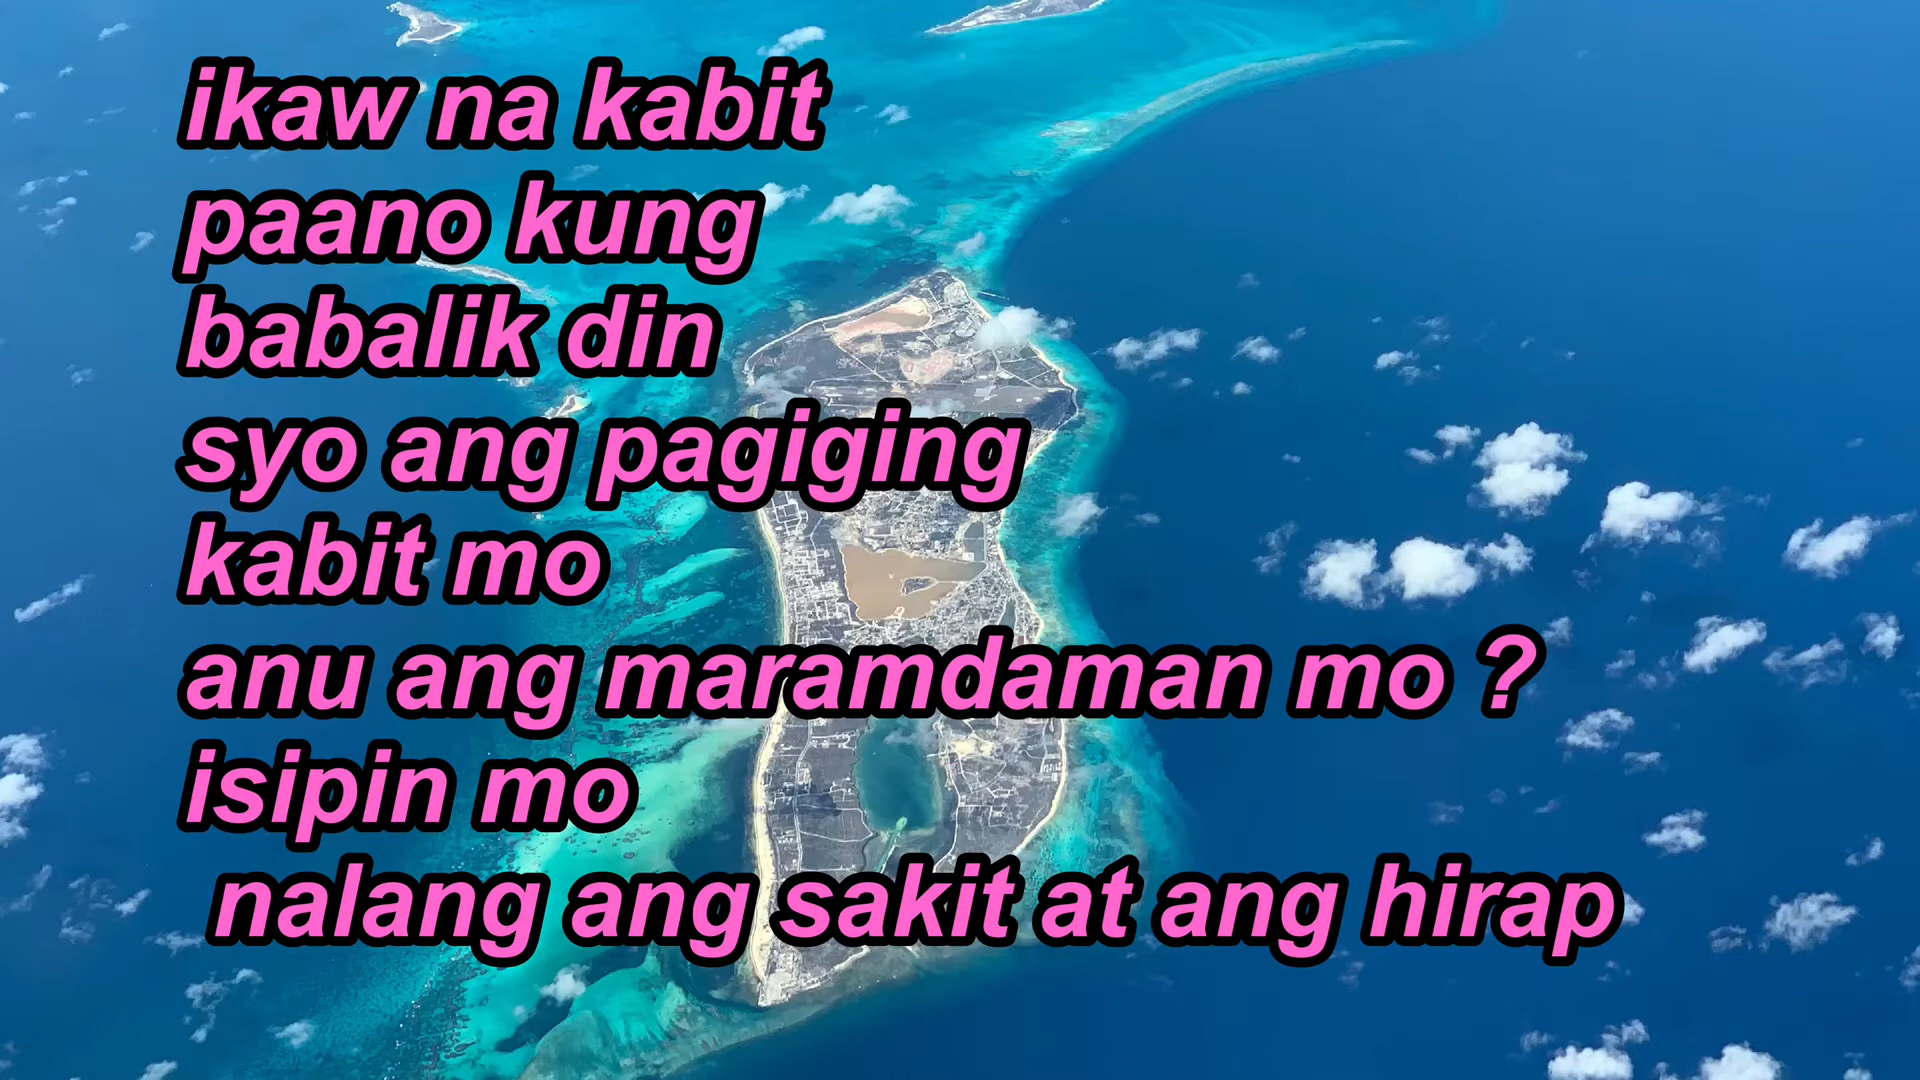 ikaw na kabit
paano kung
babalik din
syo ang pagiging
kabit mo
anu ang maramdaman mo ?
isipin mo
nalang ang sakit at ang hirap